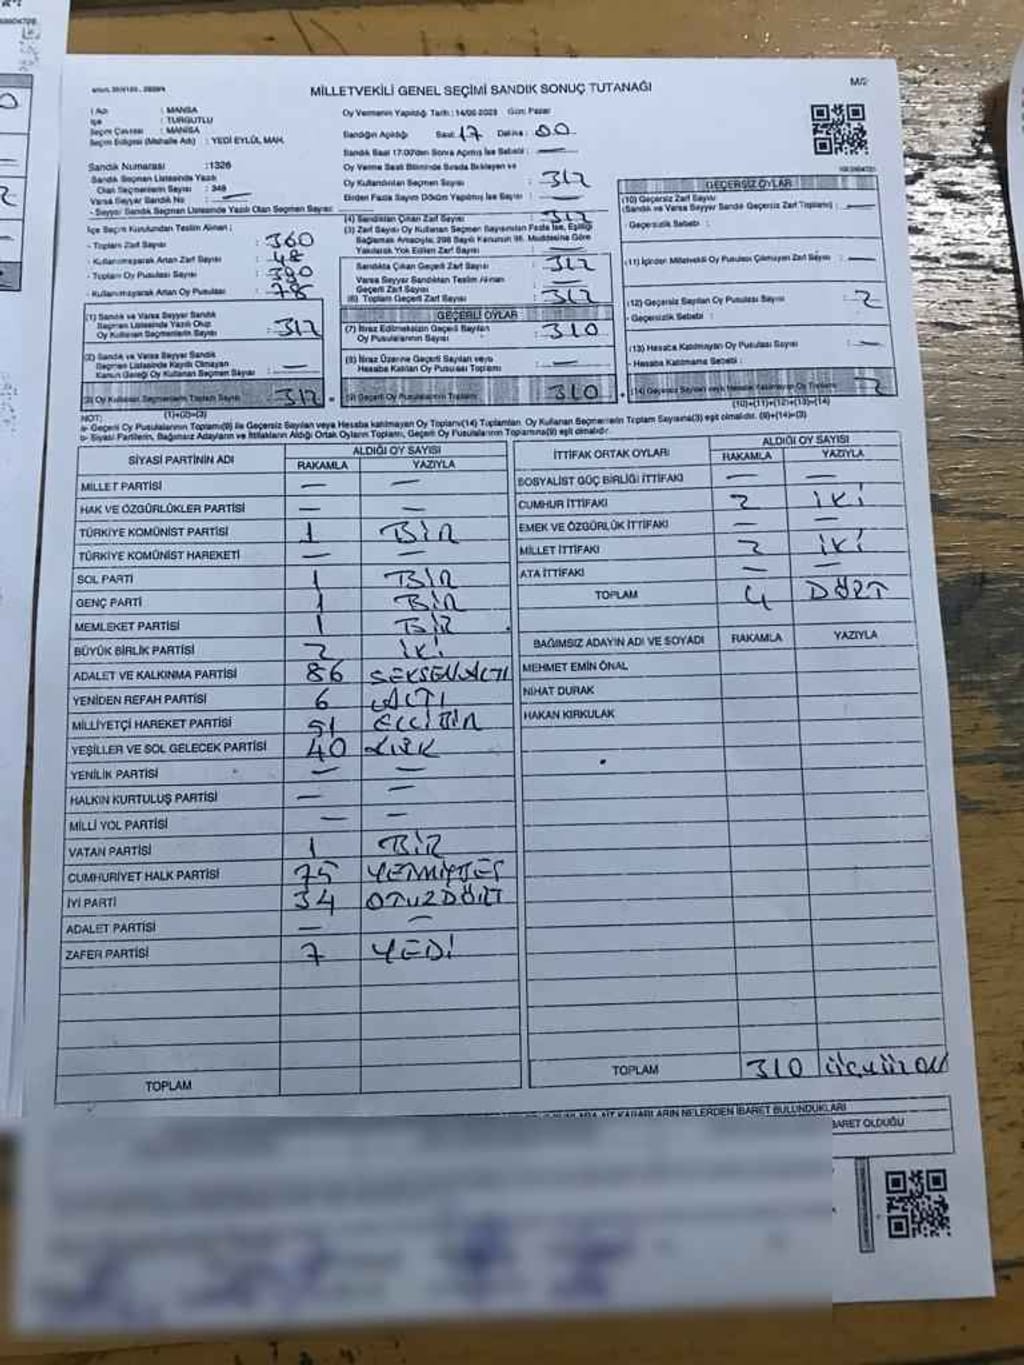 MİLLETVEKİLİ GENEL SEÇİMİ SANDIK SONUÇ TUTANAĞI
M/2
İl Adı : MANİSA
İlçe : TURGUTLU
Seçim Çevresi : MANİSA
Seçim Bölgesi (Mahalle Adı) : YEDİ EYLÜL MAH.
Sandık Numarası : 1326
Sandık Seçmen Listesinde Yazılı
Olan Seçmenlerin Sayısı : 348
Varsa Seyyar Sandık No
- Seyyar Sandık Seçmen Listesinde Yazılı Olan Seçmen Sayısı:
İlçe Seçim Kurulundan Teslim Alınan ;
- Toplam Zarf Sayısı : 360
- Kullanılmayarak Artan Zarf Sayısı : 48
- Toplam Oy Pusulası Sayısı : 390
- Kullanılmayarak Artan Oy Pusulası : 78
(1) Sandık ve Varsa Seyyar Sandık
Seçmen Listesinde Yazılı Olup
Oy Kullanan Seçmenlerin Sayısı : 312
(2) Sandık ve Varsa Seyyar Sandık
Seçmen Listesinde Kayıtlı Olmayan
Kanun Gereği Oy Kullanan Seçmen Sayısı : —
(3) Oy Kullanan Seçmenlerin Toplam Sayısı : 312
(1)+(2)=(3)
Oy Vermenin Yapıldığı Tarih : 14/05/2023 Gün: Pazar
Sandığın Açıldığı Saat : 17 Dakika : 00
Sandık Saat 17:00'den Sonra Açılmış İse Sebebi : —
Oy Verme Saati Bitiminde Sırada Bekleyen ve
Oy Kullandırılan Seçmen Sayısı : 312
Birden Fazla Sayım Döküm Yapılmış İse Sayısı : —
(4) Sandıktan Çıkan Zarf Sayısı : 312
(5) Zarf Sayısı Oy Kullanan Seçmen Sayısından Fazla İse, Eşitliği
Bağlamak Amacıyla; 298 Sayılı Kanunun 98. Maddesine Göre
Yakılarak Yok Edilen Zarf Sayısı : —
Sandıkta Çıkan Geçerli Zarf Sayısı : 312
Varsa Seyyar Sandıktan Teslim Alınan
Geçerli Zarf Sayısı : —
(6) Toplam Geçerli Zarf Sayısı : 312
GEÇERLİ OYLAR
(7) İtiraz Edilmeksizin Geçerli Sayılan
Oy Pusulalarının Sayısı : 310
(8) İtiraz Üzerine Geçerli Sayılan veya
Hesaba Katılan Oy Pusulası Toplamı : —
(9) Geçerli Oy Pusulalarının Toplamı : 310
GEÇERSİZ OYLAR
(10) Geçersiz Zarf Sayısı
(Sandık ve Varsa Seyyar Sandık Geçersiz Zarf Toplamı) : —
- Geçersizlik Sebebi :
(11) İçinden Milletvekili Oy Pusulası Çıkmayan Zarf Sayısı : —
(12) Geçersiz Sayılan Oy Pusulası Sayısı : 2
- Geçersizlik Sebebi :
(13) Hesaba Katılmayan Oy Pusulası Sayısı : —
- Hesaba Katılmama Sebebi :
(14) Geçersiz Sayılan veya Hesaba Katılmayan Oy Toplamı : 2
(10)+(11)+(12)+(13)=(14)
NOT:
a- Geçerli Oy Pusulaları(9) ile Geçersiz Sayılan veya Hesaba katılmayan Oy Toplamı(14) Toplamları, Oy Kullanan Seçmenlerin Toplam Sayısına(3) eşit olmalıdır. (9)+(14)=(3)
b- Siyasi Partilerin, Bağımsız Adayların ve İttifakların Aldığı Ortak Oyların Toplamı, Geçerli Oy Pusulalarının Toplamına(9) eşit olmalıdır.
SİYASİ PARTİNİN ADI ALDIĞI OY SAYISI
RAKAMLA YAZIYLA
MİLLET PARTİSİ — —
HAK VE ÖZGÜRLÜKLER PARTİSİ — —
TÜRKİYE KOMÜNİST PARTİSİ 1 BİR
TÜRKİYE KOMÜNİST HAREKETİ — —
SOL PARTİ 1 BİR
GENÇ PARTİ 1 BİR
MEMLEKET PARTİSİ 1 BİR
BÜYÜK BİRLİK PARTİSİ 2 İKİ
ADALET VE KALKINMA PARTİSİ 86 SEKSENALTI
YENİDEN REFAH PARTİSİ 6 ALTI
MİLLİYETÇİ HAREKET PARTİSİ 51 ELLİBİR
YEŞİLLER VE SOL GELECEK PARTİSİ 40 KIRK
YENİLİK PARTİSİ — —
HALKIN KURTULUŞ PARTİSİ — —
MİLLİ YOL PARTİSİ — —
VATAN PARTİSİ 1 BİR
CUMHURİYET HALK PARTİSİ 75 YETMİŞBEŞ
İYİ PARTİ 34 OTUZDÖRT
ADALET PARTİSİ — —
ZAFER PARTİSİ 7 YEDİ
TOPLAM
İTTİFAK ORTAK OYLARI ALDIĞI OY SAYISI
RAKAMLA YAZIYLA
SOSYALİST GÜÇ BİRLİĞİ İTTİFAKI — —
CUMHUR İTTİFAKI 2 İKİ
EMEK VE ÖZGÜRLÜK İTTİFAKI — —
MİLLET İTTİFAKI 2 İKİ
ATA İTTİFAKI — —
TOPLAM 4 DÖRT
BAĞIMSIZ ADAYIN ADI VE SOYADI RAKAMLA YAZIYLA
MEHMET EMİN ÖNAL
NİHAT DURAK
HAKAN KIRKULAK
TOPLAM 310 ÜÇYÜZON
KARARLARIN NELERDEN İBARET BULUNDUKLARI
İBARET OLDUĞU